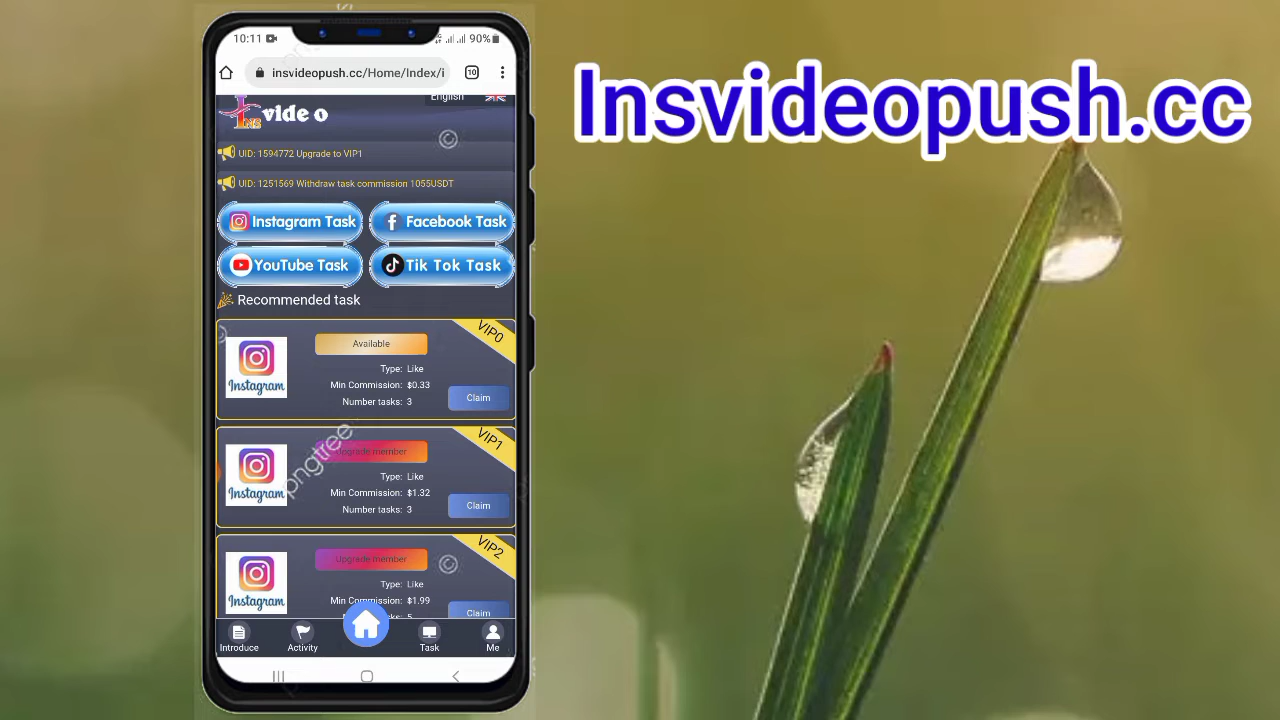 Insvideopush.cc
10:11
90%
insvideopush.cc/Home/Index/i
10
English
INS vide o
UID: 1594772 Upgrade to VIP1
UID: 1251569 Withdraw task commission 1055USDT
Instagram Task
Facebook Task
YouTube Task
Tik Tok Task
Recommended task
VIP0
Available
Instagram
Type: Like
Min Commission: $0.33
Number tasks: 3
Claim
VIP1
Upgrade member
Instagram
Type: Like
Min Commission: $1.32
Number tasks: 3
Claim
VIP2
Upgrade member
Instagram
Type: Like
Min Commission: $1.99
5
Claim
Introduce
Activity
Task
Me
pngtree